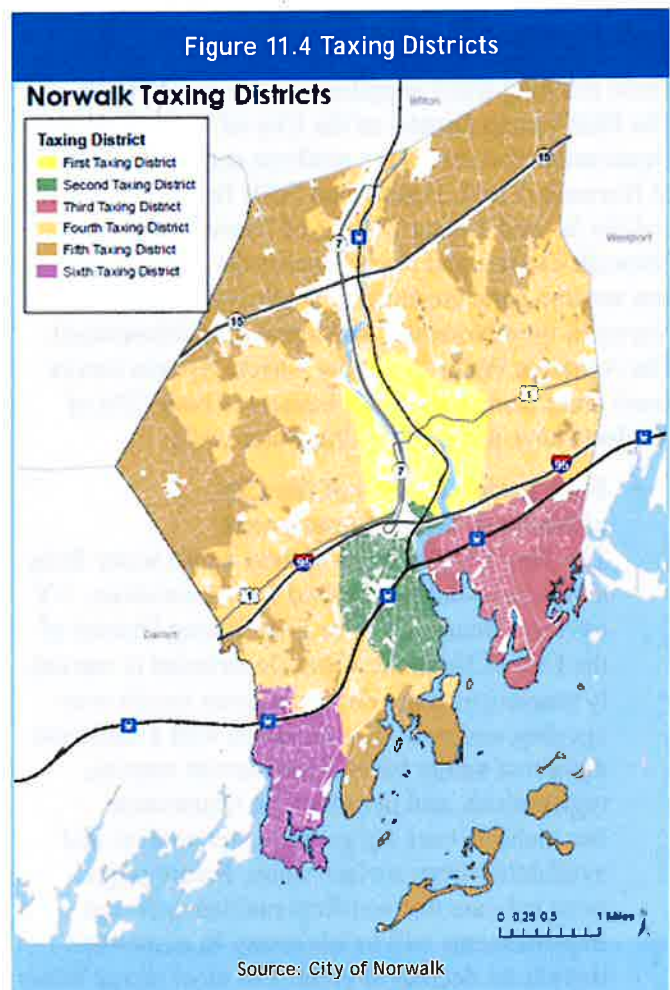 Figure 11.4 Taxing Districts
Norwalk Taxing Districts
Taxing District
First Taxing District
Second Taxing District
Third Taxing District
Fourth Taxing District
Fifth Taxing District
Sixth Taxing District
Wilton
15
7
Westport
15
1
7
95
95
1
Darien
0 0.25 0.5 1 Miles
Source: City of Norwalk